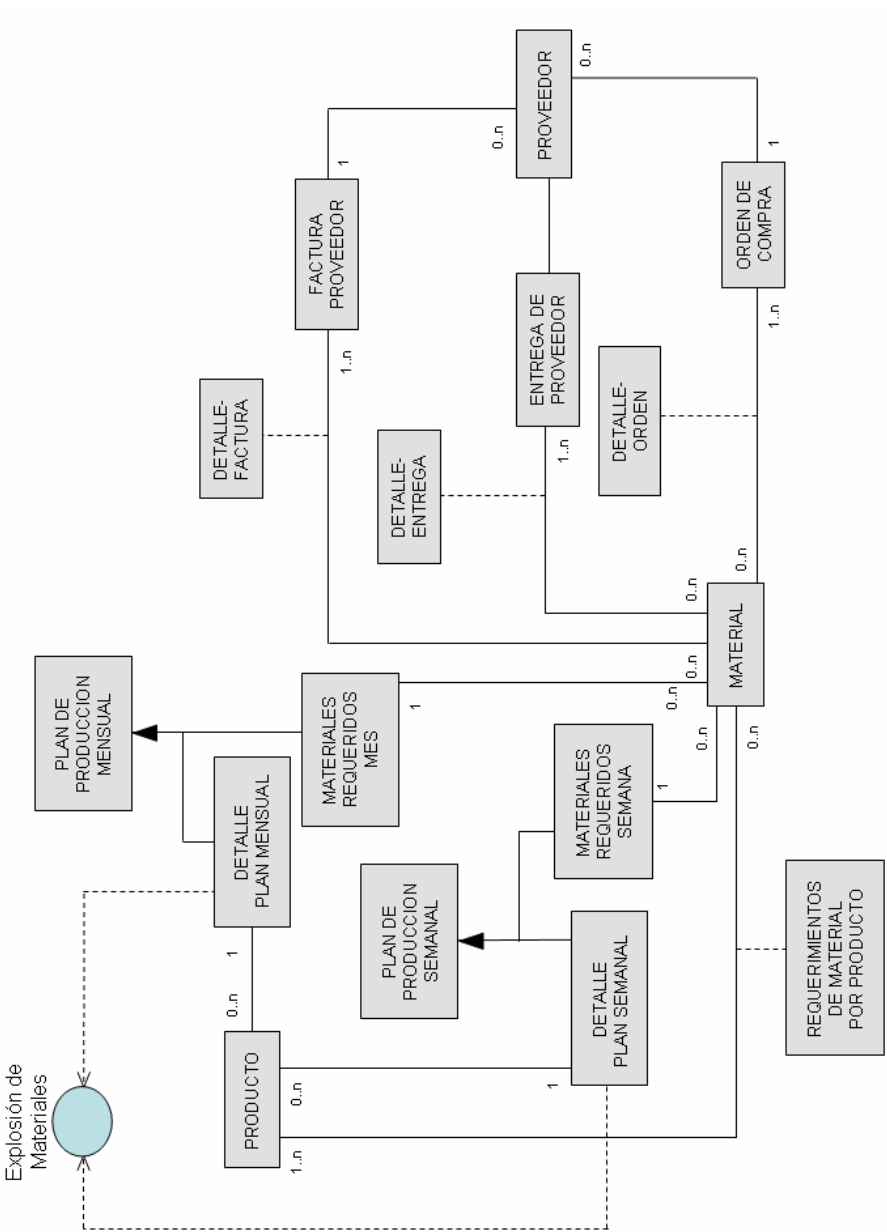 Explosión de
Materiales
PLAN DE
PRODUCCION
MENSUAL
DETALLE-
FACTURA
PRODUCTO
0..n
1
DETALLE
PLAN MENSUAL
1..n
0..n
MATERIALES
REQUERIDOS
MES
1
FACTURA
PROVEEDOR
1..n
1
PLAN DE
PRODUCCION
SEMANAL
DETALLE-
ENTREGA
1
DETALLE
PLAN SEMANAL
MATERIALES
REQUERIDOS
SEMANA
1
ENTREGA DE
PROVEEDOR
1..n
0..n
PROVEEDOR
0..n
DETALLE-
ORDEN
0..n
0..n
0..n
0..n
MATERIAL
0..n
0..n
ORDEN DE
COMPRA
1..n
1
REQUERIMIENTOS
DE MATERIAL
POR PRODUCTO